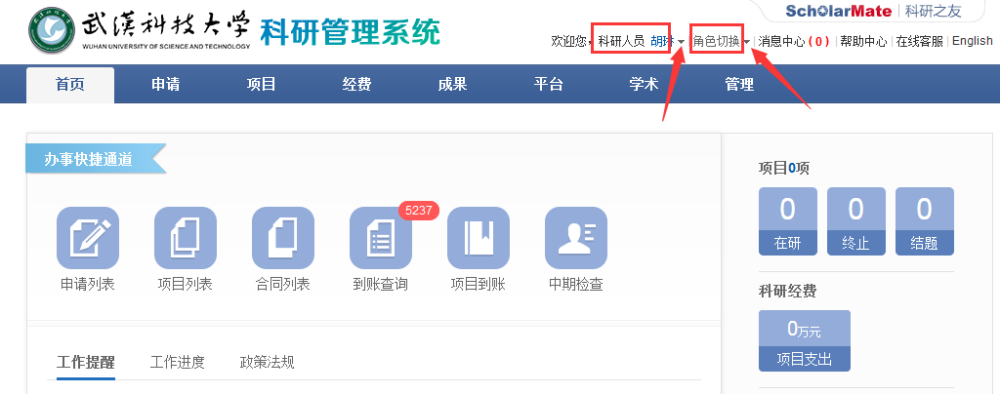 武漢科技大学
WUHAN UNIVERSITY OF SCIENCE AND TECHNOLOGY
科研管理系统
SCHOLARMATE | 科研之友
欢迎您, 科研人员 胡 角色切换 | 消息中心 ( 0 ) | 帮助中心 | 在线客服 | English
首页 申请 项目 经费 成果 平台 学术 管理
办事快捷通道
5237
申请列表 项目列表 合同列表 到账查询 项目到账 中期检查
工作提醒 工作进度 政策法规
项目0项
0 0 0
在研 终止 结题
科研经费
0万元
项目支出